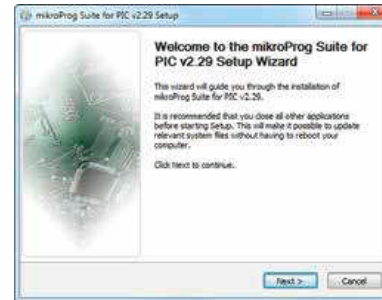 mikroProg Suite for PIC v2.29 Setup
Welcome to the mikroProg Suite for
PIC v2.29 Setup Wizard
This wizard will guide you through the installation of
mikroProg Suite for PIC v2.29.
It is recommended that you close all other applications
before starting Setup. This will make it possible to update
relevant system files without having to reboot your
computer.
Click Next to continue.
Next >
Cancel